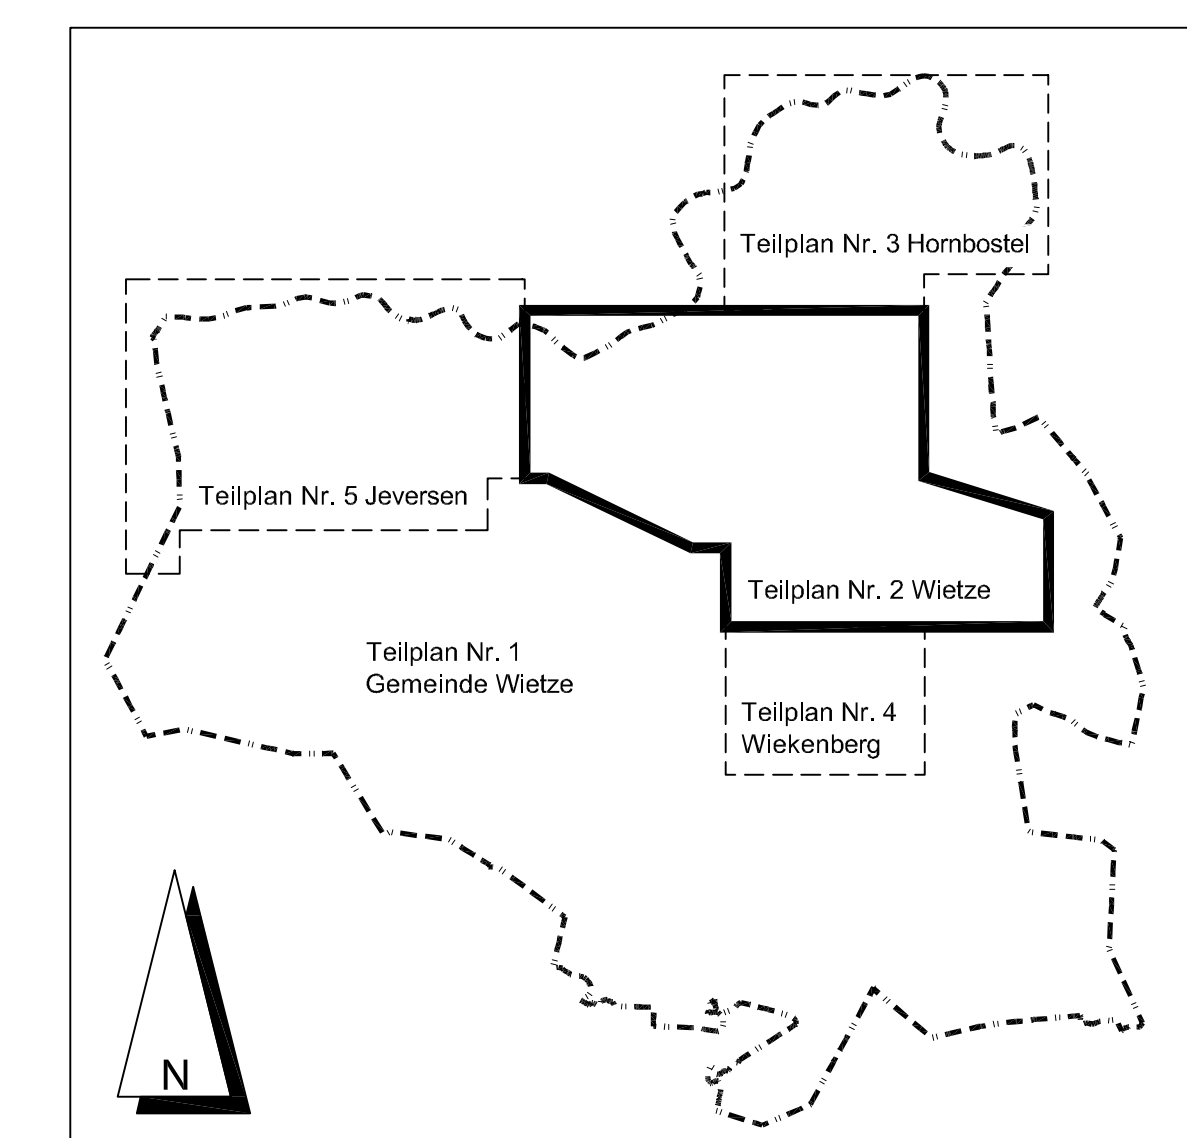 Teilplan Nr. 3 Hornbostel
Teilplan Nr. 5 Jeversen
Teilplan Nr. 2 Wietze
Teilplan Nr. 1
Gemeinde Wietze
Teilplan Nr. 4
Wiekenberg
N